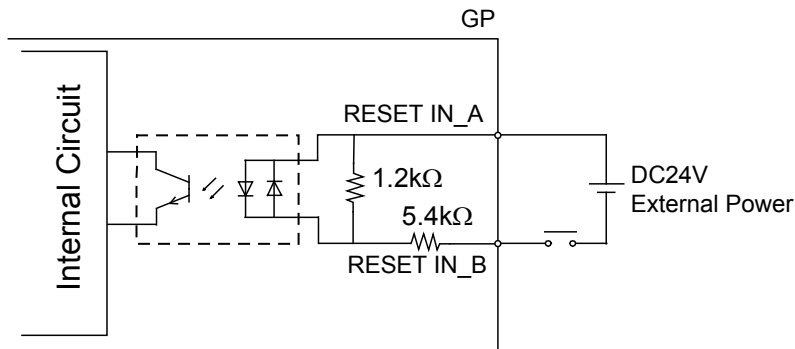 GP
Internal Circuit
RESET IN_A
1.2kΩ
5.4kΩ
RESET IN_B
DC24V
External Power